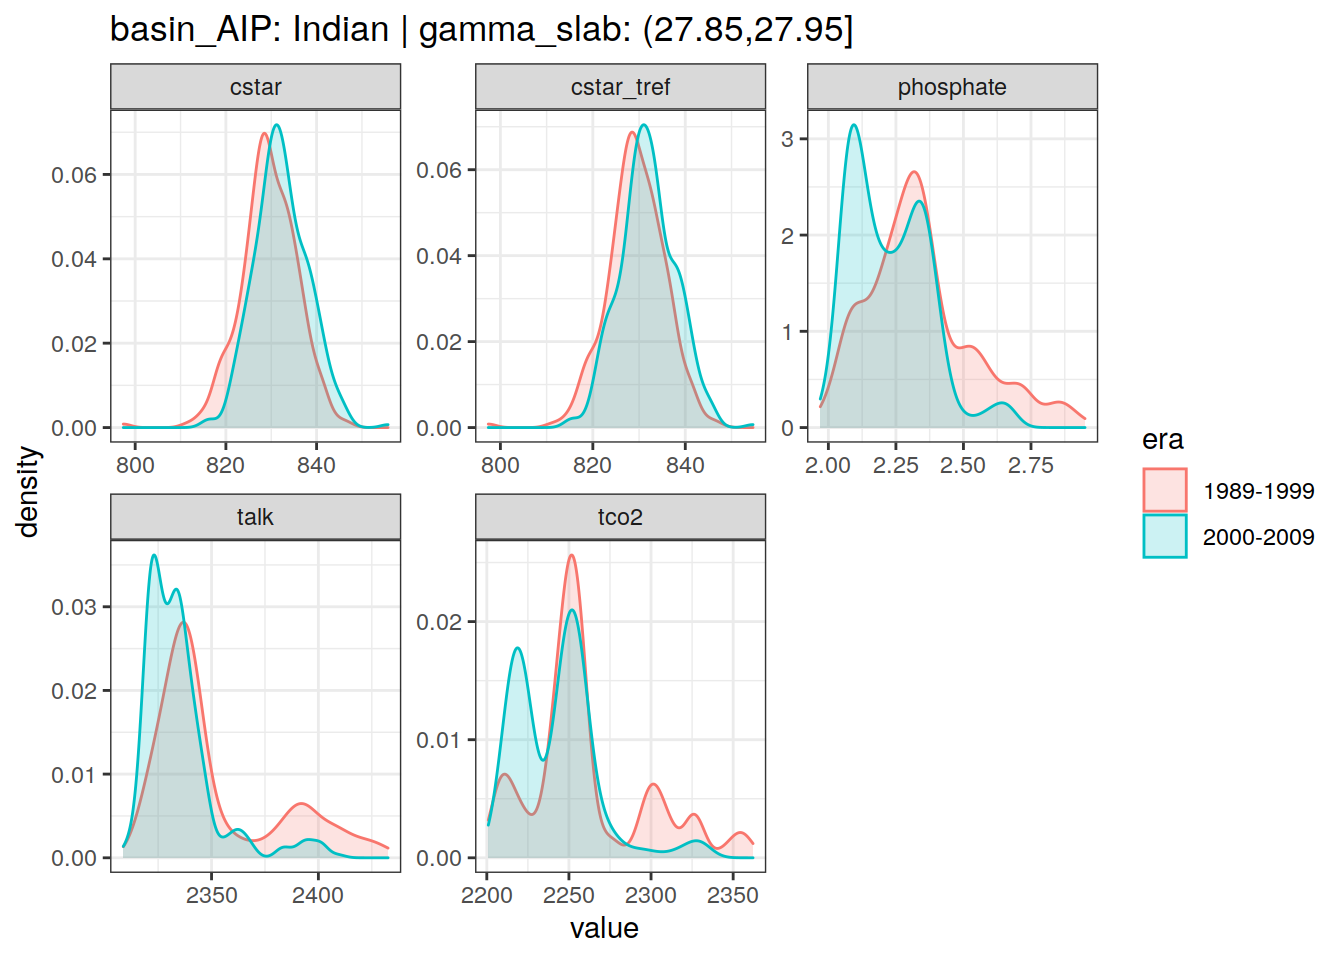 basin_AIP: Indian | gamma_slab: (27.85,27.95]
cstar
cstar_tref
phosphate
0.06
0.04
0.02
0.00
800 820 840
0.06
0.04
0.02
0.00
800 820 840
3
2
1
0
2.00 2.25 2.50 2.75
density
talk
tco2
0.03
0.02
0.01
0.00
2350 2400
0.02
0.01
0.00
2200 2250 2300 2350
value
era
1989-1999
2000-2009